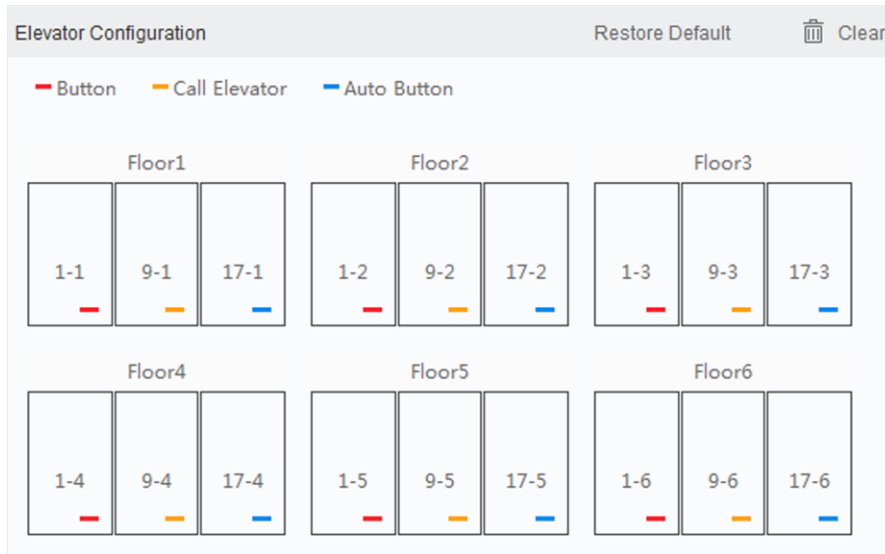 Elevator Configuration Restore Default Clear
Button Call Elevator Auto Button
Floor1 Floor2 Floor3
1-1 9-1 17-1 1-2 9-2 17-2 1-3 9-3 17-3
Floor4 Floor5 Floor6
1-4 9-4 17-4 1-5 9-5 17-5 1-6 9-6 17-6